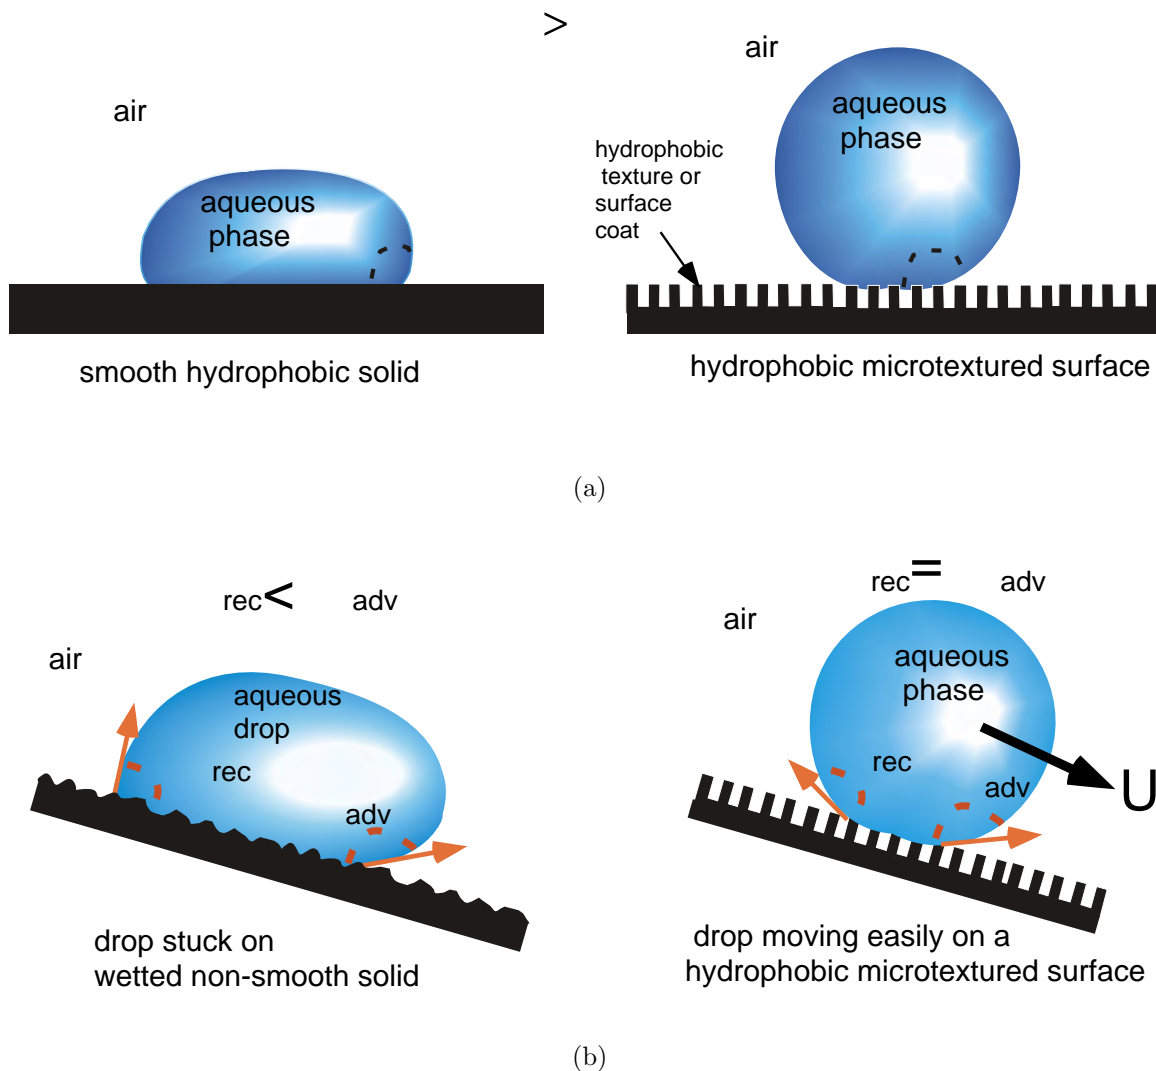 >
air
aqueous
phase
smooth hydrophobic solid
air
aqueous
phase
hydrophobic
texture or
surface
coat
hydrophobic microtextured surface
(a)
rec< adv
air
aqueous
drop
rec
adv
drop stuck on
wetted non-smooth solid
rec= adv
air
aqueous
phase
rec
adv
U
drop moving easily on a
hydrophobic microtextured surface
(b)